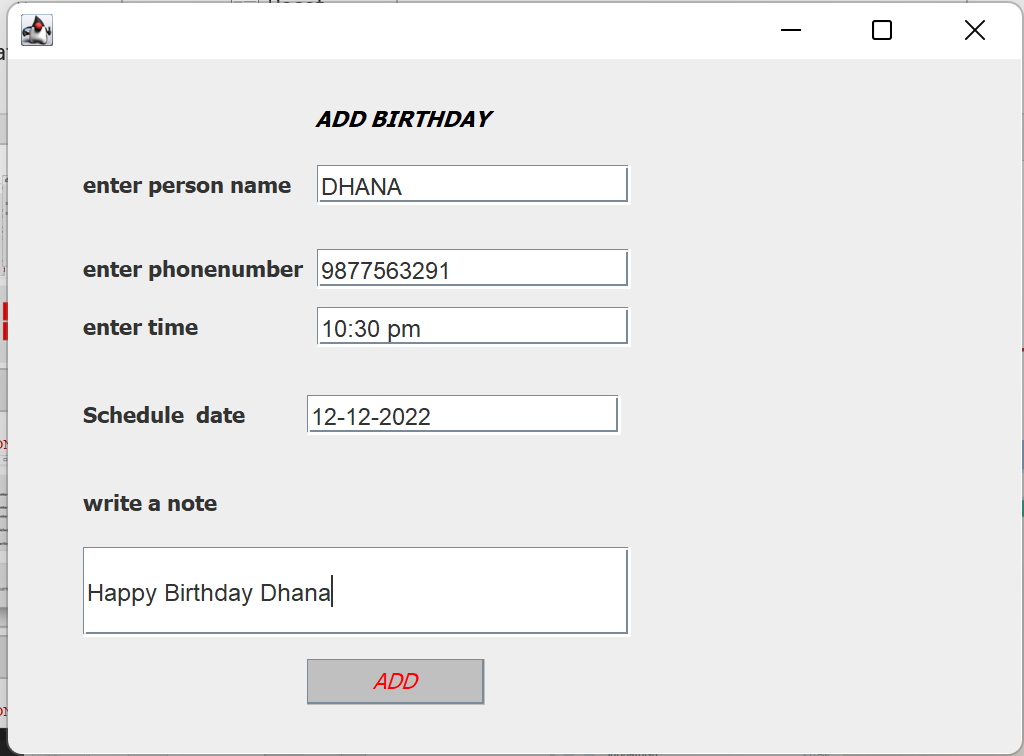 ADD BIRTHDAY
enter person name DHANA
enter phonenumber 9877563291
enter time 10:30 pm
Schedule  date 12-12-2022
write a note
Happy Birthday Dhana
ADD